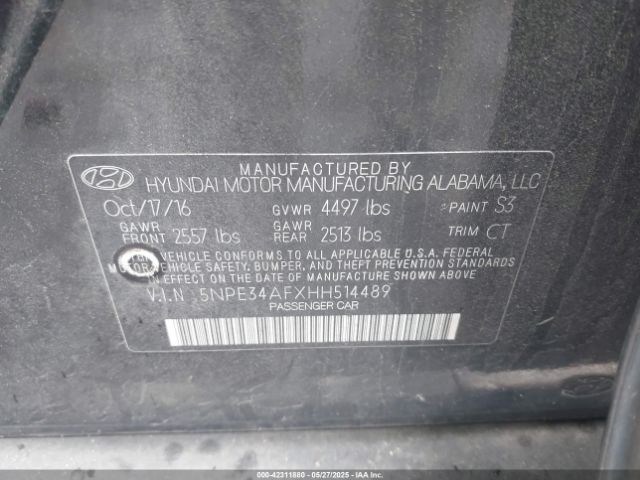 MANUFACTURED BY
HYUNDAI MOTOR MANUFACTURING ALABAMA, LLC
Oct/17/16 GVWR 4497 lbs PAINT S3
GAWR FRONT 2557 lbs GAWR REAR 2513 lbs TRIM CT
VEHICLE CONFORMS TO ALL APPLICABLE U.S.A. FEDERAL
MOTOR VEHICLE SAFETY, BUMPER, AND THEFT PREVENTION STANDARDS
IN EFFECT ON THE DATE OF MANUFACTURE SHOWN ABOVE.
V.I.N 5NPE34AFXHH514489
PASSENGER CAR
000-42311880 - 05/27/2025 - IAAI.COM